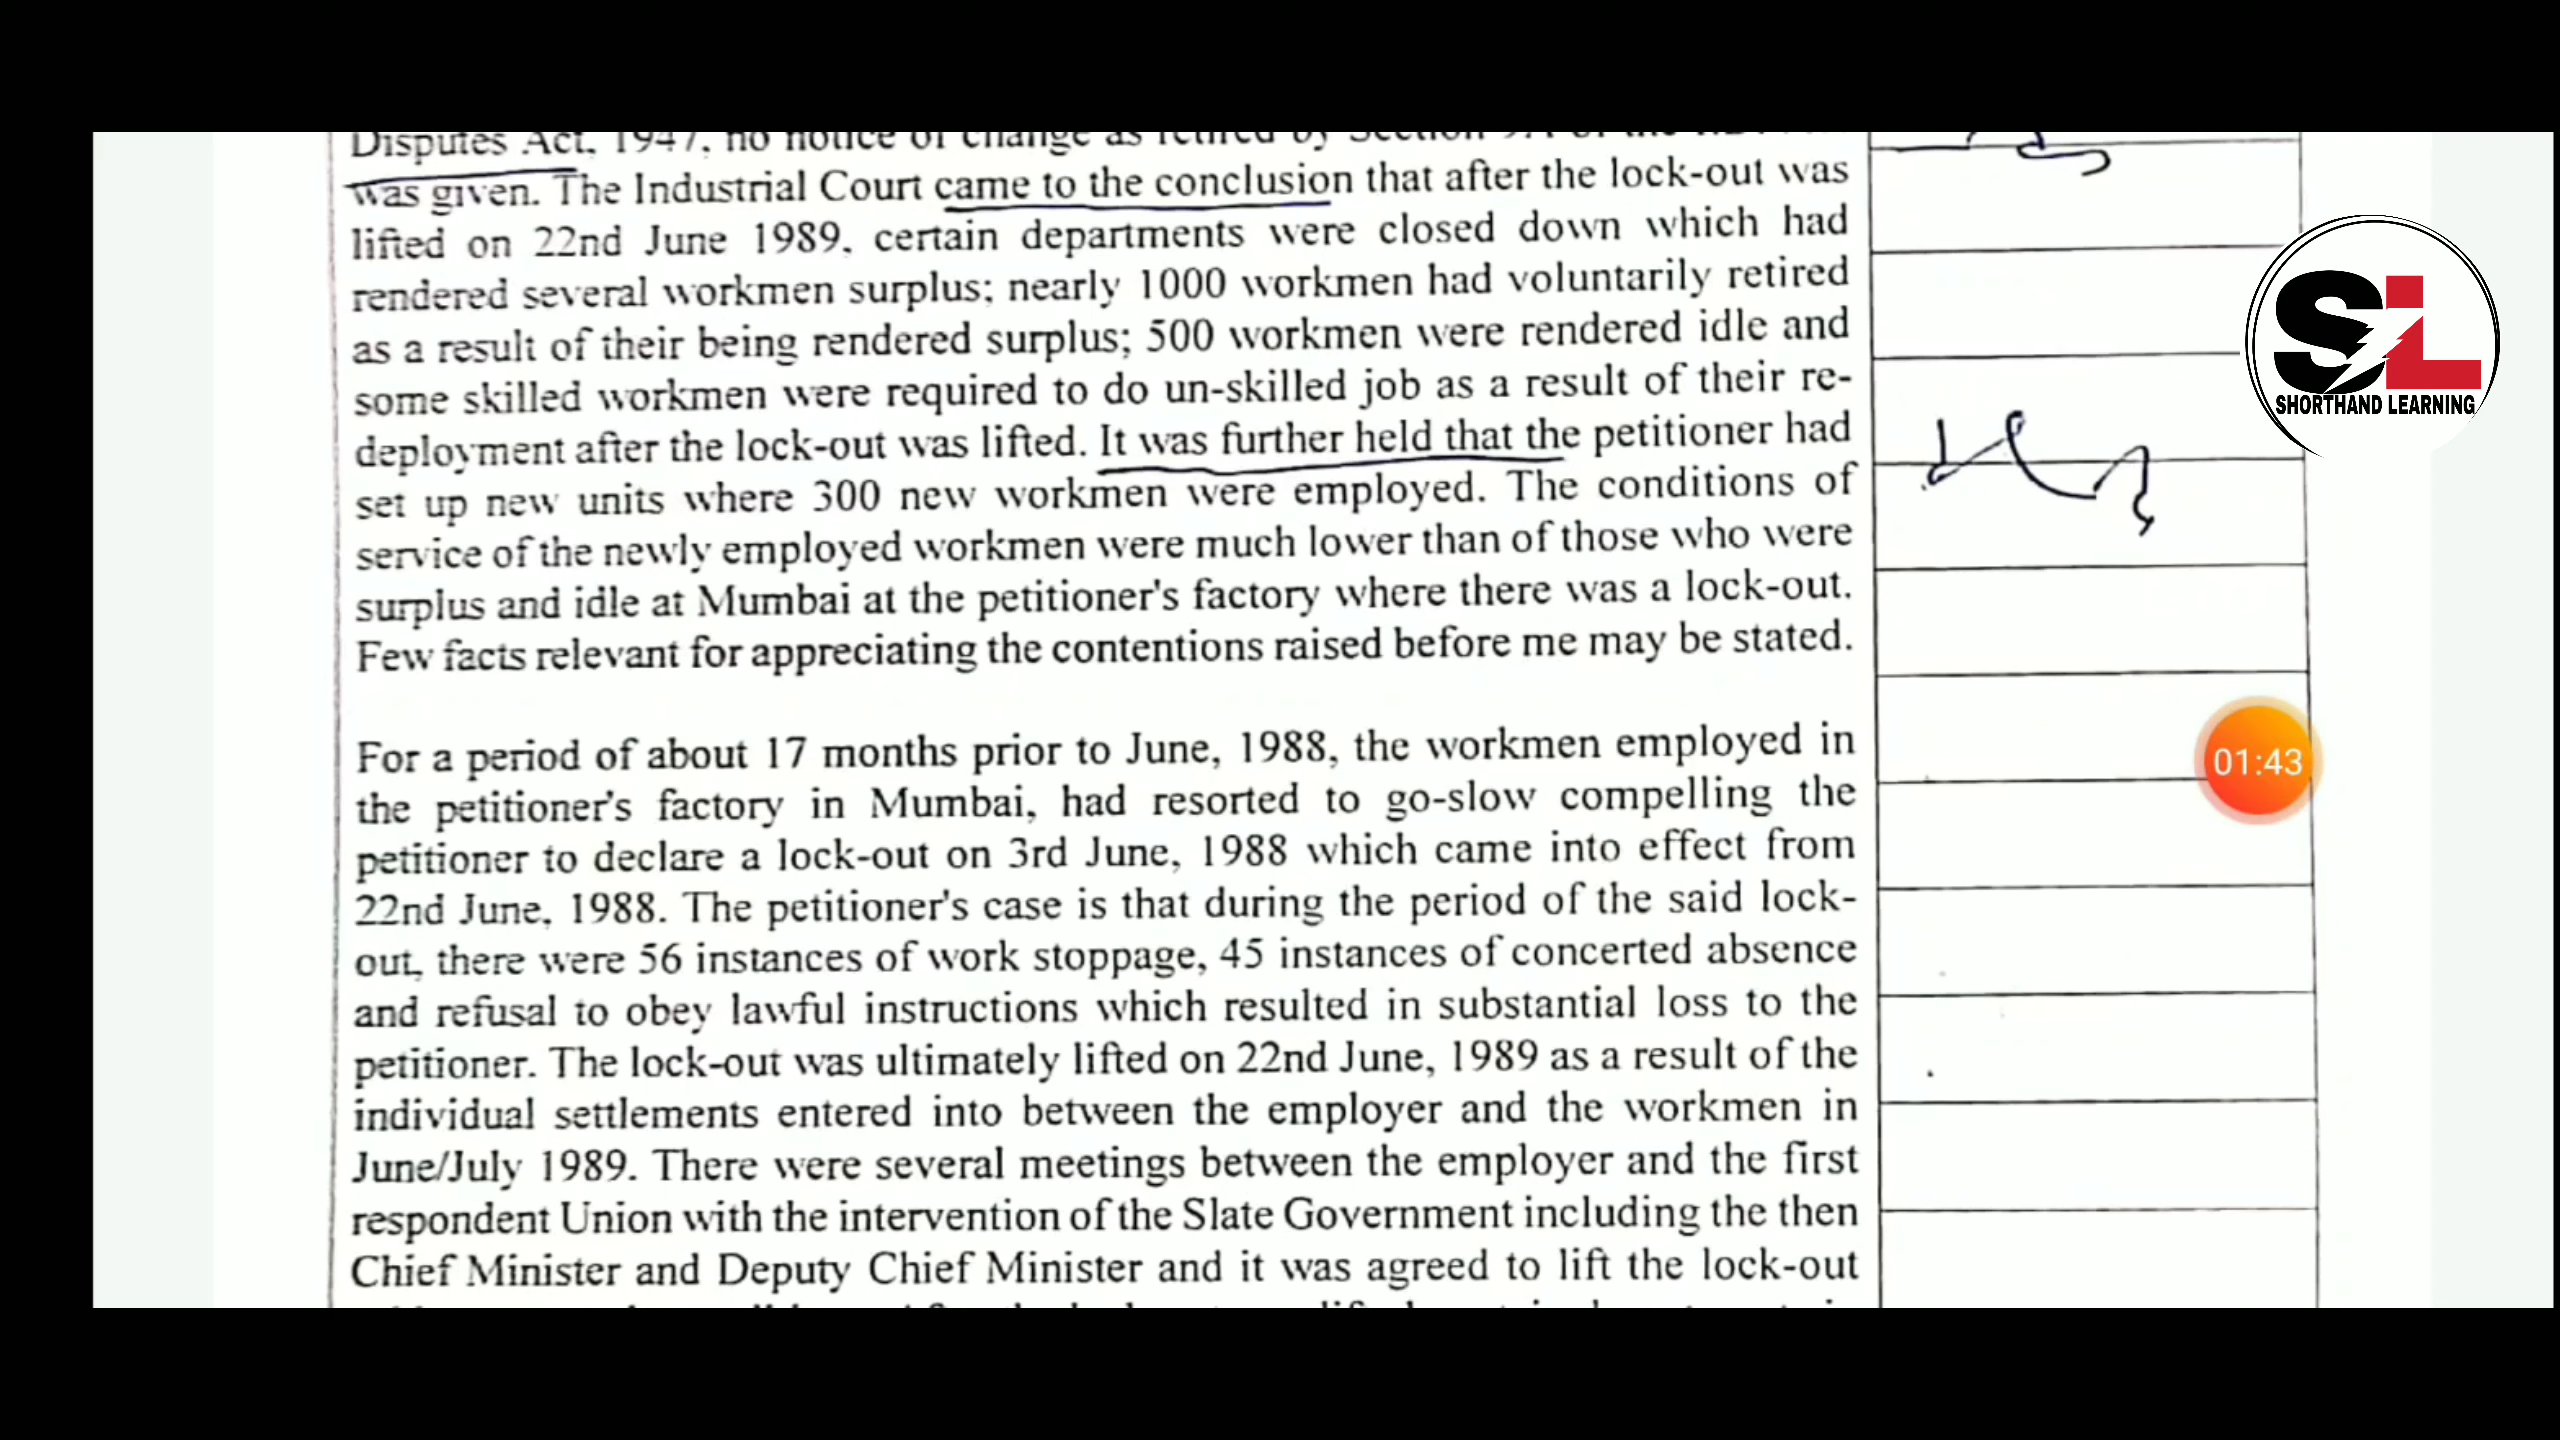 Disputes Act, 1947, no notice of change as retired by Section
was given. The Industrial Court came to the conclusion that after the lock-out was
lifted on 22nd June 1989, certain departments were closed down which had
rendered several workmen surplus; nearly 1000 workmen had voluntarily retired
as a result of their being rendered surplus; 500 workmen were rendered idle and
some skilled workmen were required to do un-skilled job as a result of their re-
deployment after the lock-out was lifted. It was further held that the petitioner had
set up new units where 300 new workmen were employed. The conditions of
service of the newly employed workmen were much lower than of those who were
surplus and idle at Mumbai at the petitioner's factory where there was a lock-out.
Few facts relevant for appreciating the contentions raised before me may be stated.
For a period of about 17 months prior to June, 1988, the workmen employed in
the petitioner's factory in Mumbai, had resorted to go-slow compelling the
petitioner to declare a lock-out on 3rd June, 1988 which came into effect from
22nd June, 1988. The petitioner's case is that during the period of the said lock-
out, there were 56 instances of work stoppage, 45 instances of concerted absence
and refusal to obey lawful instructions which resulted in substantial loss to the
petitioner. The lock-out was ultimately lifted on 22nd June, 1989 as a result of the
individual settlements entered into between the employer and the workmen in
June/July 1989. There were several meetings between the employer and the first
respondent Union with the intervention of the Slate Government including the then
Chief Minister and Deputy Chief Minister and it was agreed to lift the lock-out
SL
SHORTHAND LEARNING
01:43